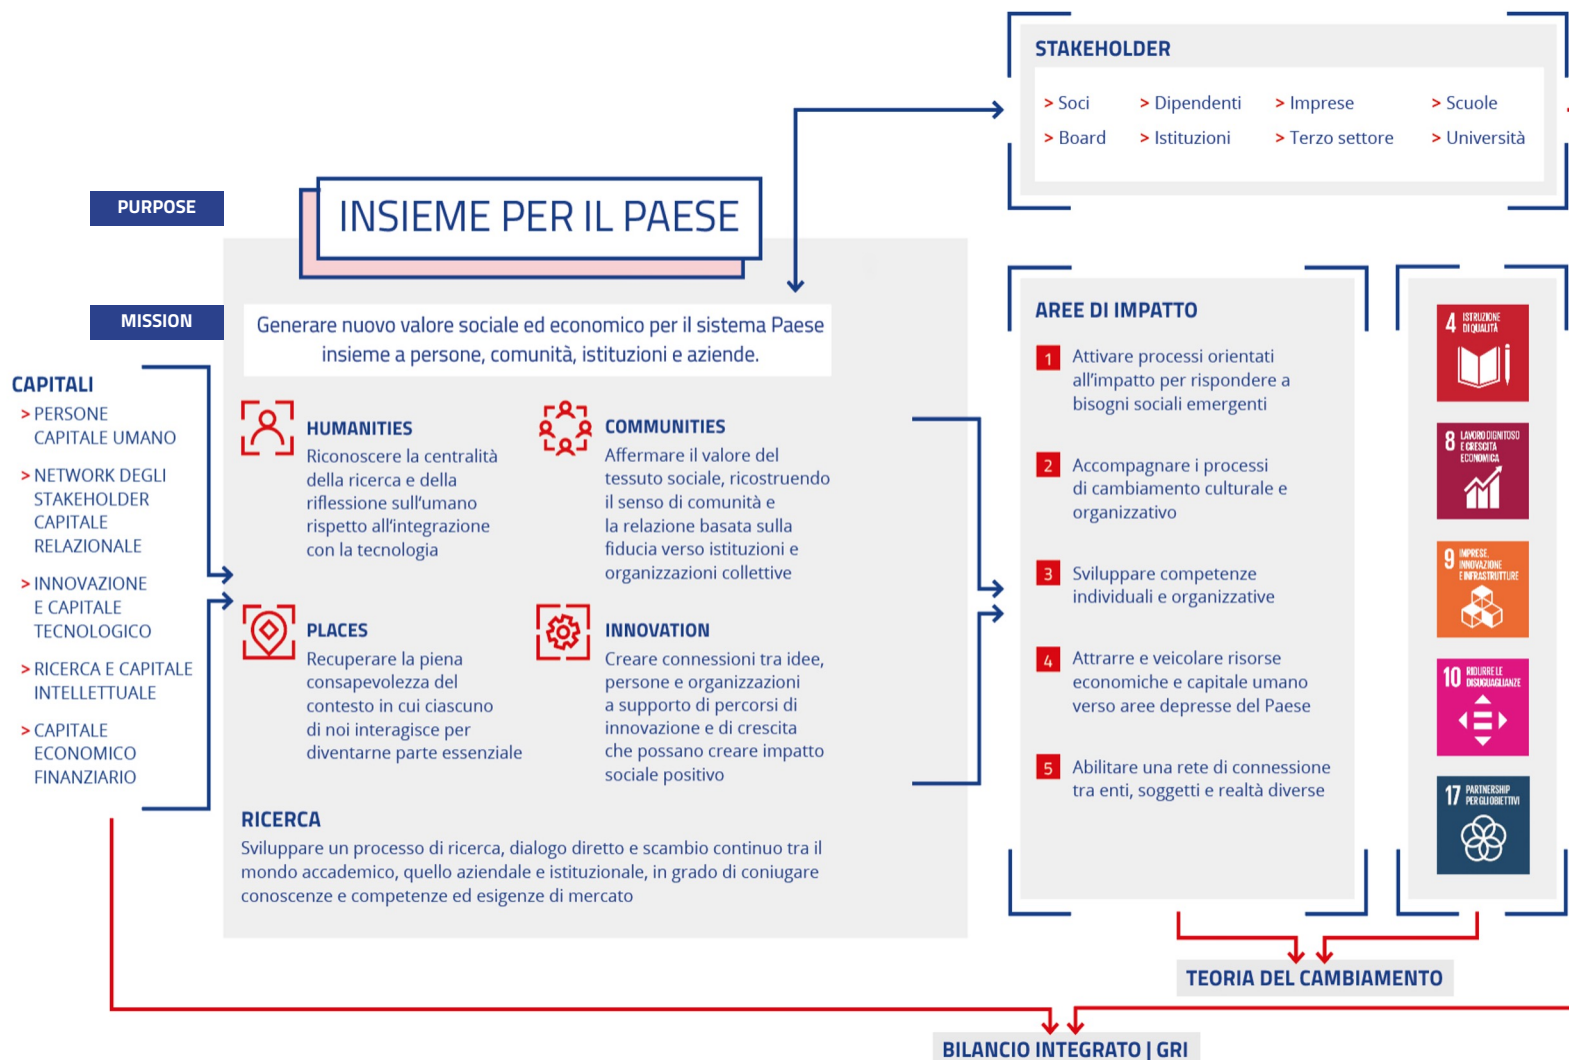 STAKEHOLDER
> Soci
> Dipendenti
> Imprese
> Scuole
> Board
> Istituzioni
> Terzo settore
> Università
PURPOSE
INSIEME PER IL PAESE
MISSION
Generare nuovo valore sociale ed economico per il sistema Paese
insieme a persone, comunità, istituzioni e aziende.
CAPITALI
> PERSONE
CAPITALE UMANO
> NETWORK DEGLI
STAKEHOLDER
CAPITALE
RELAZIONALE
> INNOVAZIONE
E CAPITALE
TECNOLOGICO
> RICERCA E CAPITALE
INTELLETTUALE
> CAPITALE
ECONOMICO
FINANZIARIO
HUMANITIES
Riconoscere la centralità
della ricerca e della
riflessione sull'umano
rispetto all'integrazione
con la tecnologia
COMMUNITIES
Affermare il valore del
tessuto sociale, ricostruendo
il senso di comunità e
la relazione basata sulla
fiducia verso istituzioni e
organizzazioni collettive
PLACES
Recuperare la piena
consapevolezza del
contesto in cui ciascuno
di noi interagisce per
diventarne parte essenziale
INNOVATION
Creare connessioni tra idee,
persone e organizzazioni
a supporto di percorsi di
innovazione e di crescita
che possano creare impatto
sociale positivo
RICERCA
Sviluppare un processo di ricerca, dialogo diretto e scambio continuo tra il
mondo accademico, quello aziendale e istituzionale, in grado di coniugare
conoscenze e competenze ed esigenze di mercato
AREE DI IMPATTO
1 Attivare processi orientati
all'impatto per rispondere a
bisogni sociali emergenti
2 Accompagnare i processi
di cambiamento culturale e
organizzativo
3 Sviluppare competenze
individuali e organizzative
4 Attrarre e veicolare risorse
economiche e capitale umano
verso aree depresse del Paese
5 Abilitare una rete di connessione
tra enti, soggetti e realtà diverse
4 ISTRUZIONE
DI QUALITÀ
8 LAVORO DIGNITOSO
E CRESCITA
ECONOMICA
9 IMPRESE,
INNOVAZIONE
E INFRASTRUTTURE
10 RIDURRE LE
DISUGUAGLIANZE
17 PARTNERSHIP
PER GLI OBIETTIVI
TEORIA DEL CAMBIAMENTO
BILANCIO INTEGRATO | GRI